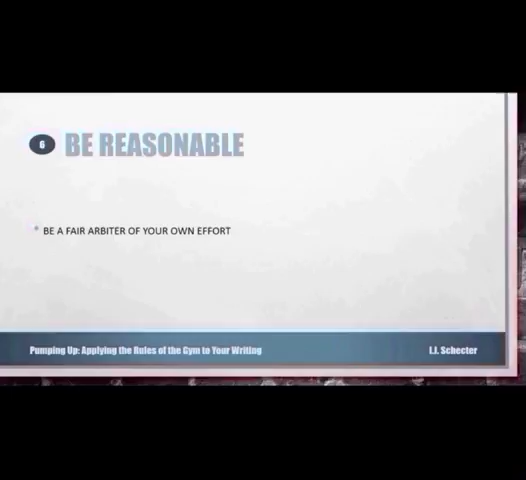 6 BE REASONABLE
* BE A FAIR ARBITER OF YOUR OWN EFFORT
Pumping Up: Applying the Rules of the Gym to Your Writing I.J. Schecter